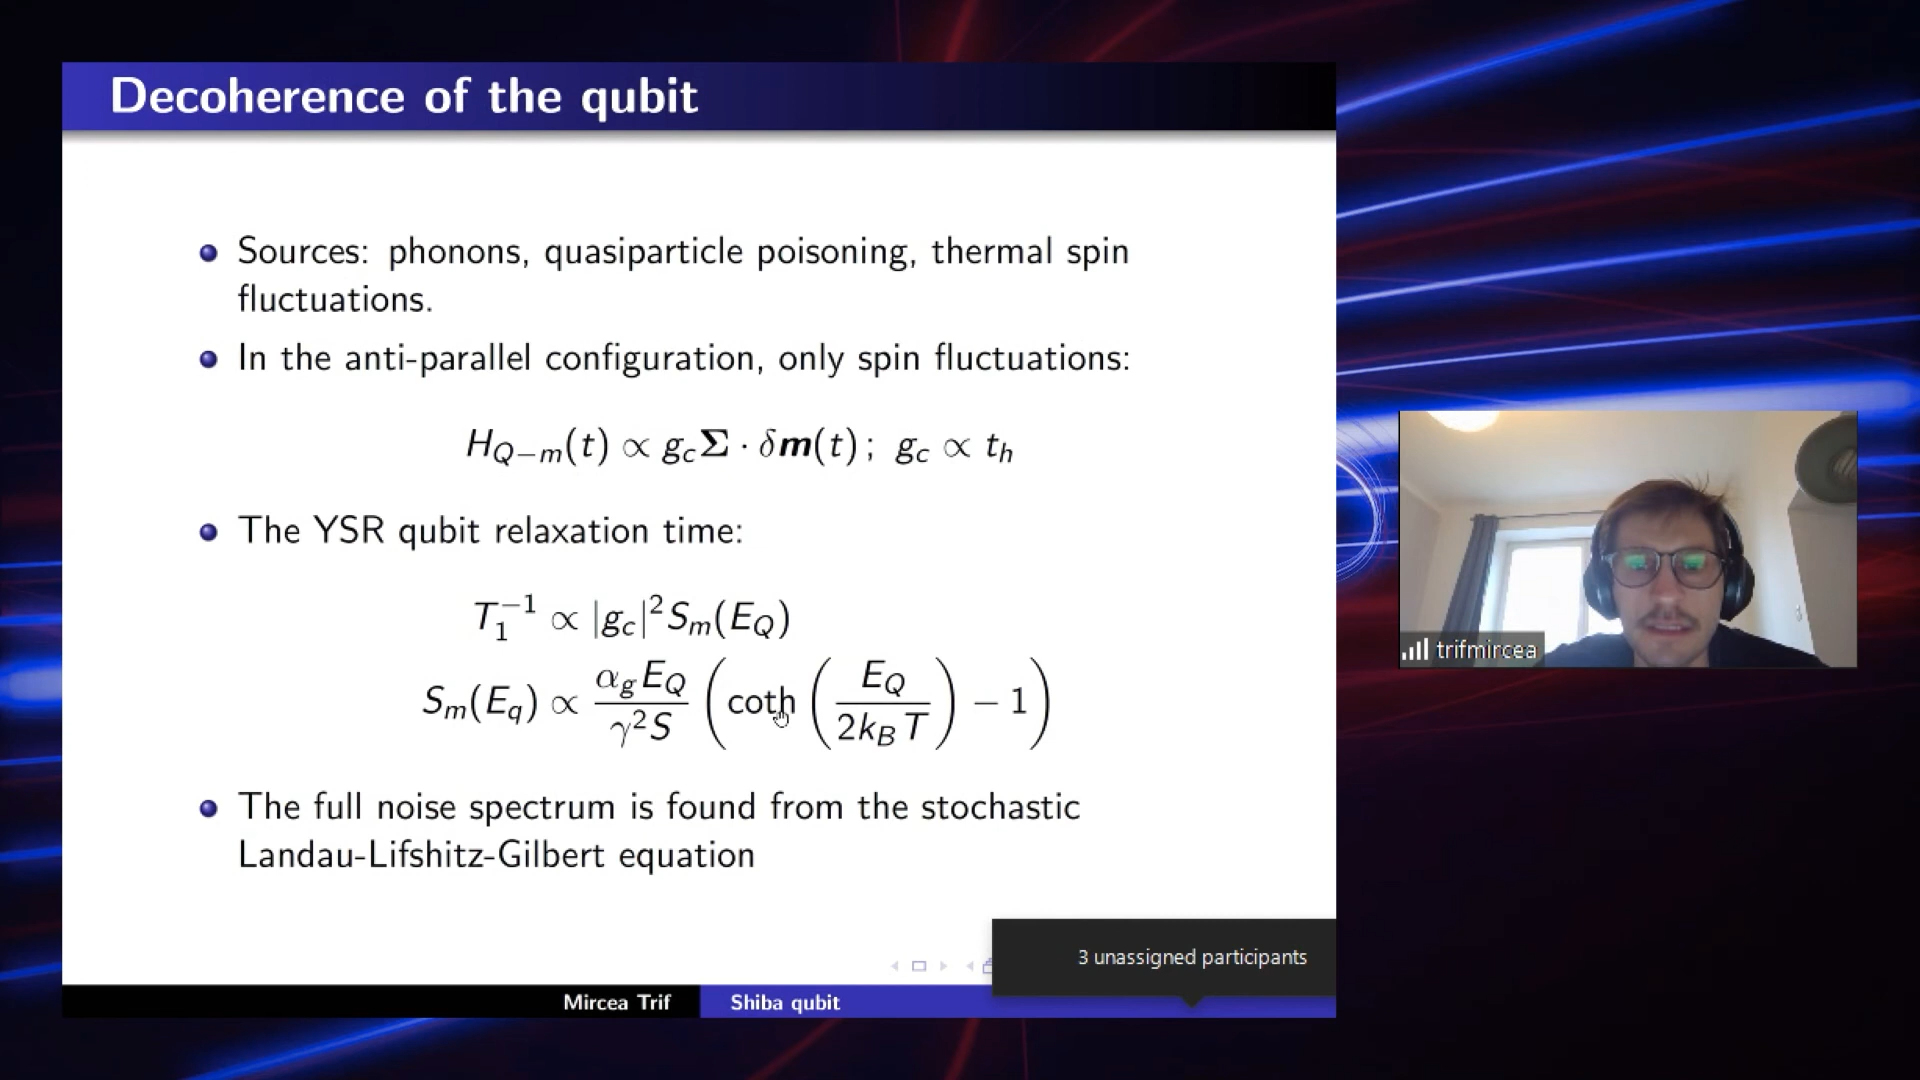 Decoherence of the qubit
Sources: phonons, quasiparticle poisoning, thermal spin
fluctuations.
In the anti-parallel configuration, only spin fluctuations:
H_{Q−m}(t) ∝ g_c Σ · δm(t) ; g_c ∝ t_h
The YSR qubit relaxation time:
T_1^{−1} ∝ |g_c|^2 S_m(E_Q)
S_m(E_q) ∝ \frac{α_g E_Q}{γ^2 S} ( coth ( \frac{E_Q}{2k_B T} ) − 1 )
The full noise spectrum is found from the stochastic
Landau-Lifshitz-Gilbert equation
3 unassigned participants
Mircea Trif
Shiba qubit
trifmircea